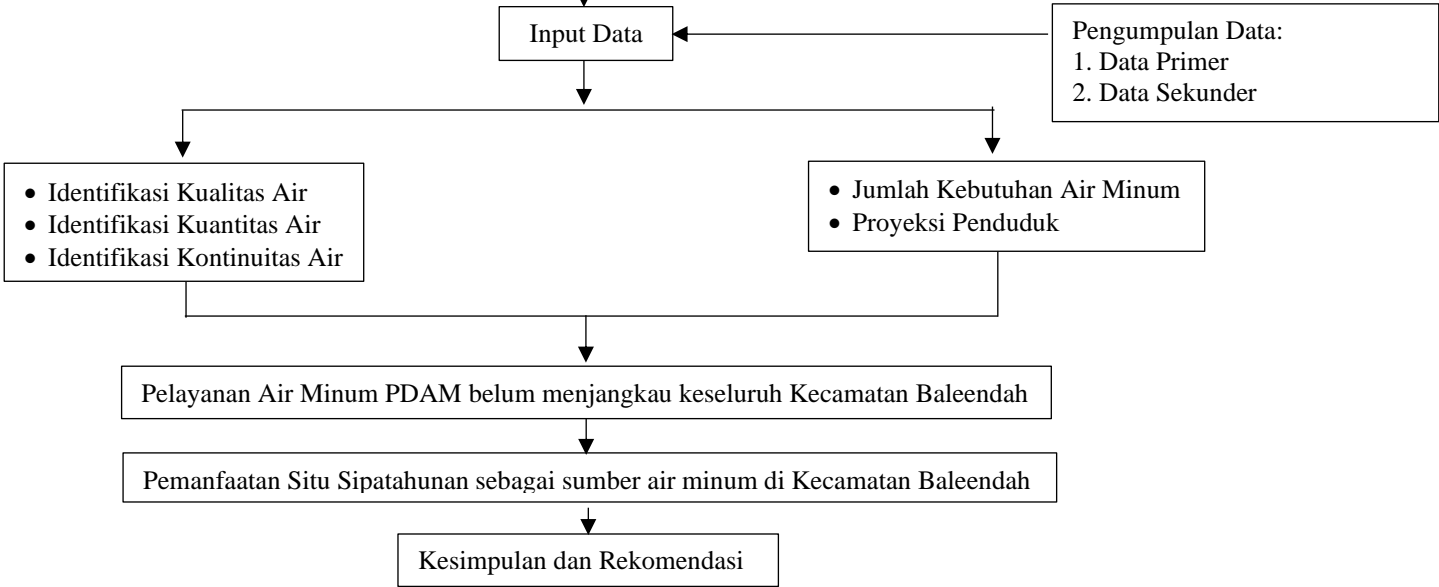 Input Data
Pengumpulan Data:
1. Data Primer
2. Data Sekunder
• Identifikasi Kualitas Air
• Identifikasi Kuantitas Air
• Identifikasi Kontinuitas Air
• Jumlah Kebutuhan Air Minum
• Proyeksi Penduduk
Pelayanan Air Minum PDAM belum menjangkau keseluruh Kecamatan Baleendah
Pemanfaatan Situ Sipatahunan sebagai sumber air minum di Kecamatan Baleendah
Kesimpulan dan Rekomendasi